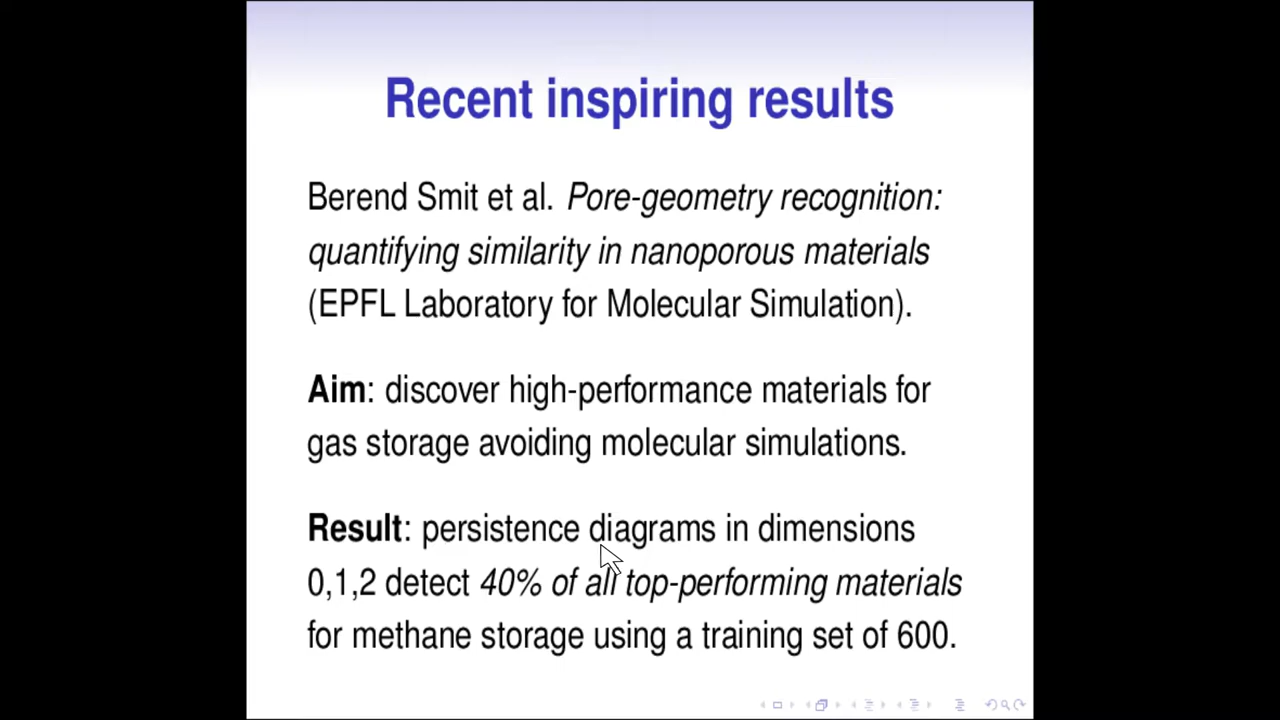 Recent inspiring results
Berend Smit et al. Pore-geometry recognition:
quantifying similarity in nanoporous materials
(EPFL Laboratory for Molecular Simulation).
Aim: discover high-performance materials for
gas storage avoiding molecular simulations.
Result: persistence diagrams in dimensions
0,1,2 detect 40% of all top-performing materials
for methane storage using a training set of 600.